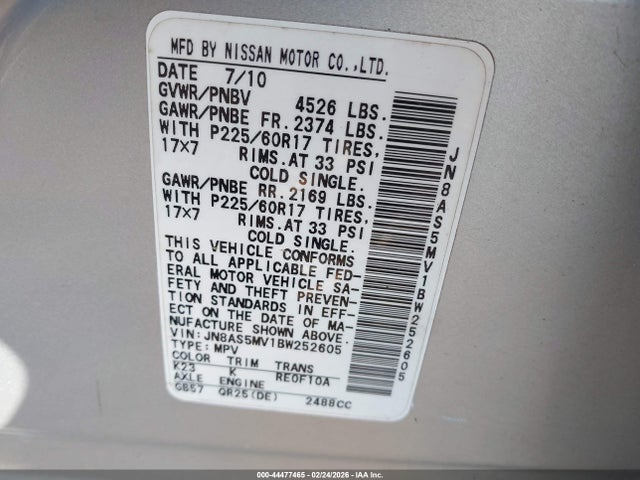 MFD BY NISSAN MOTOR CO.,LTD.
DATE 7/10
GVWR/PNBV 4526 LBS.
GAWR/PNBE FR. 2374 LBS.
WITH P225/60R17 TIRES,
17×7 RIMS.AT 33 PSI
COLD SINGLE.
GAWR/PNBE RR. 2169 LBS.
WITH P225/60R17 TIRES,
17×7 RIMS.AT 33 PSI
COLD SINGLE.
THIS VEHICLE CONFORMS
TO ALL APPLICABLE FED-
ERAL MOTOR VEHICLE SA-
FETY AND THEFT PREVEN-
TION STANDARDS IN EFF-
ECT ON THE DATE OF MA-
NUFACTURE SHOWN ABOVE.
VIN: JN8AS5MV1BW252605
TYPE: MPV
COLOR TRIM TRANS
K23 K RE0F10A
AXLE ENGINE
GB57 QR25(DE) 2488CC
JN8AS5MV1BW252605
000-44477465 - 02/24/2026 - IAA Inc.